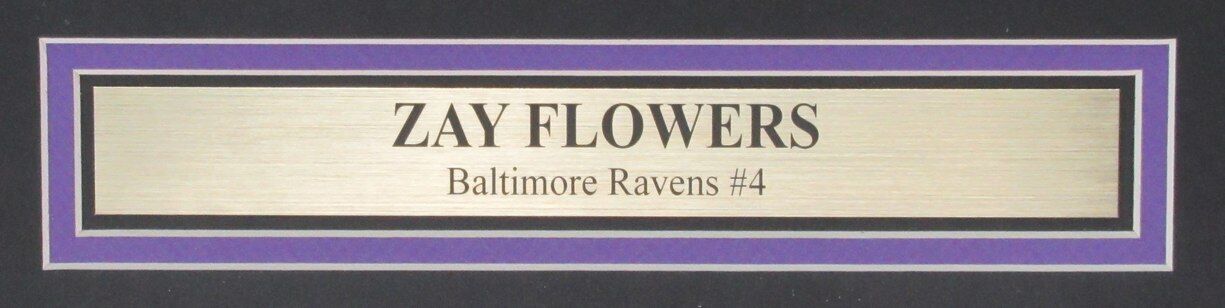 ZAY FLOWERS
Baltimore Ravens #4